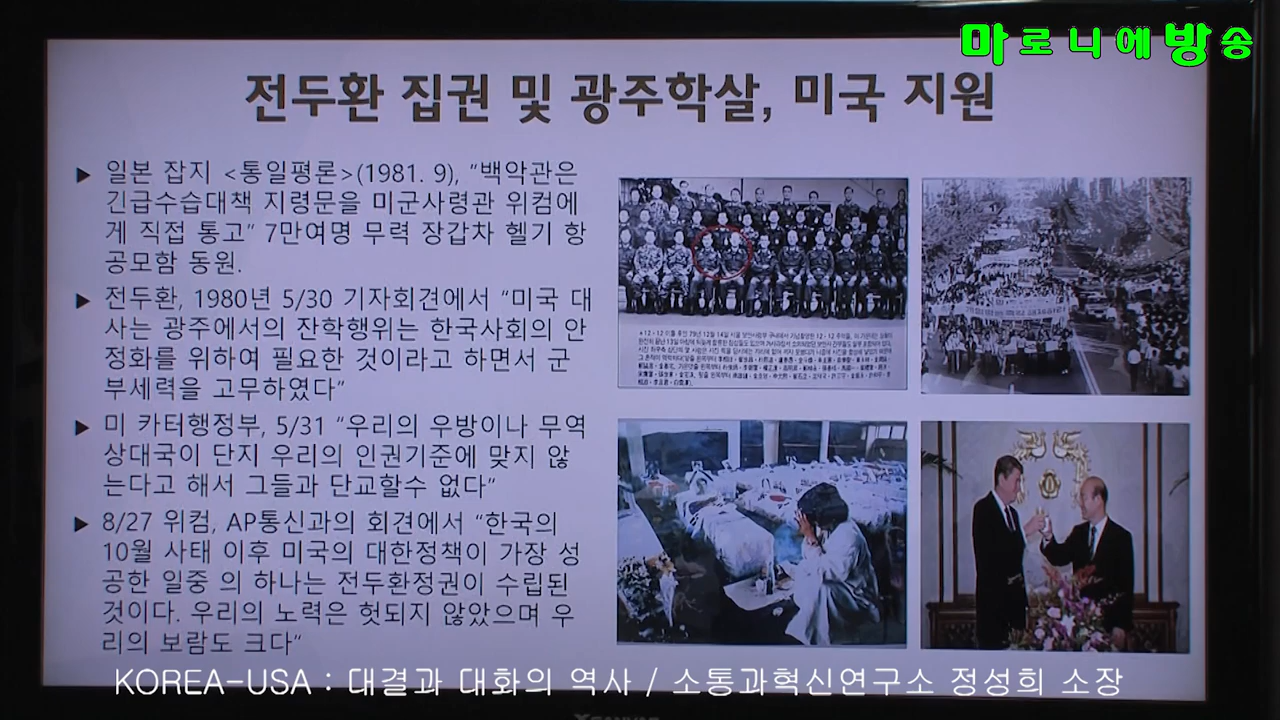 마로니에방송
전두환 집권 및 광주학살, 미국 지원
▶ 일본 잡지 <통일평론>(1981. 9), “백악관은
긴급수습대책 지령문을 미군사령관 위컴에
게 직접 통고” 7만여명 무력 장갑차 헬기 항
공모함 동원.
▶ 전두환, 1980년 5/30 기자회견에서 “미국 대
사는 광주에서의 잔학행위는 한국사회의 안
정화를 위하여 필요한 것이라고 하면서 군
부세력을 고무하였다”
▶ 미 카터행정부, 5/31 “우리의 우방이나 무역
상대국이 단지 우리의 인권기준에 맞지 않
는다고 해서 그들과 단교할수 없다”
▶ 8/27 위컴, AP통신과의 회견에서 “한국의
10월 사태 이후 미국의 대한정책이 가장 성
공한 일중 의 하나는 전두환정권이 수립된
것이다. 우리의 노력은 헛되지 않았으며 우
리의 보람도 크다”
KOREA-USA : 대결과 대화의 역사 / 소통과혁신연구소 정성희 소장